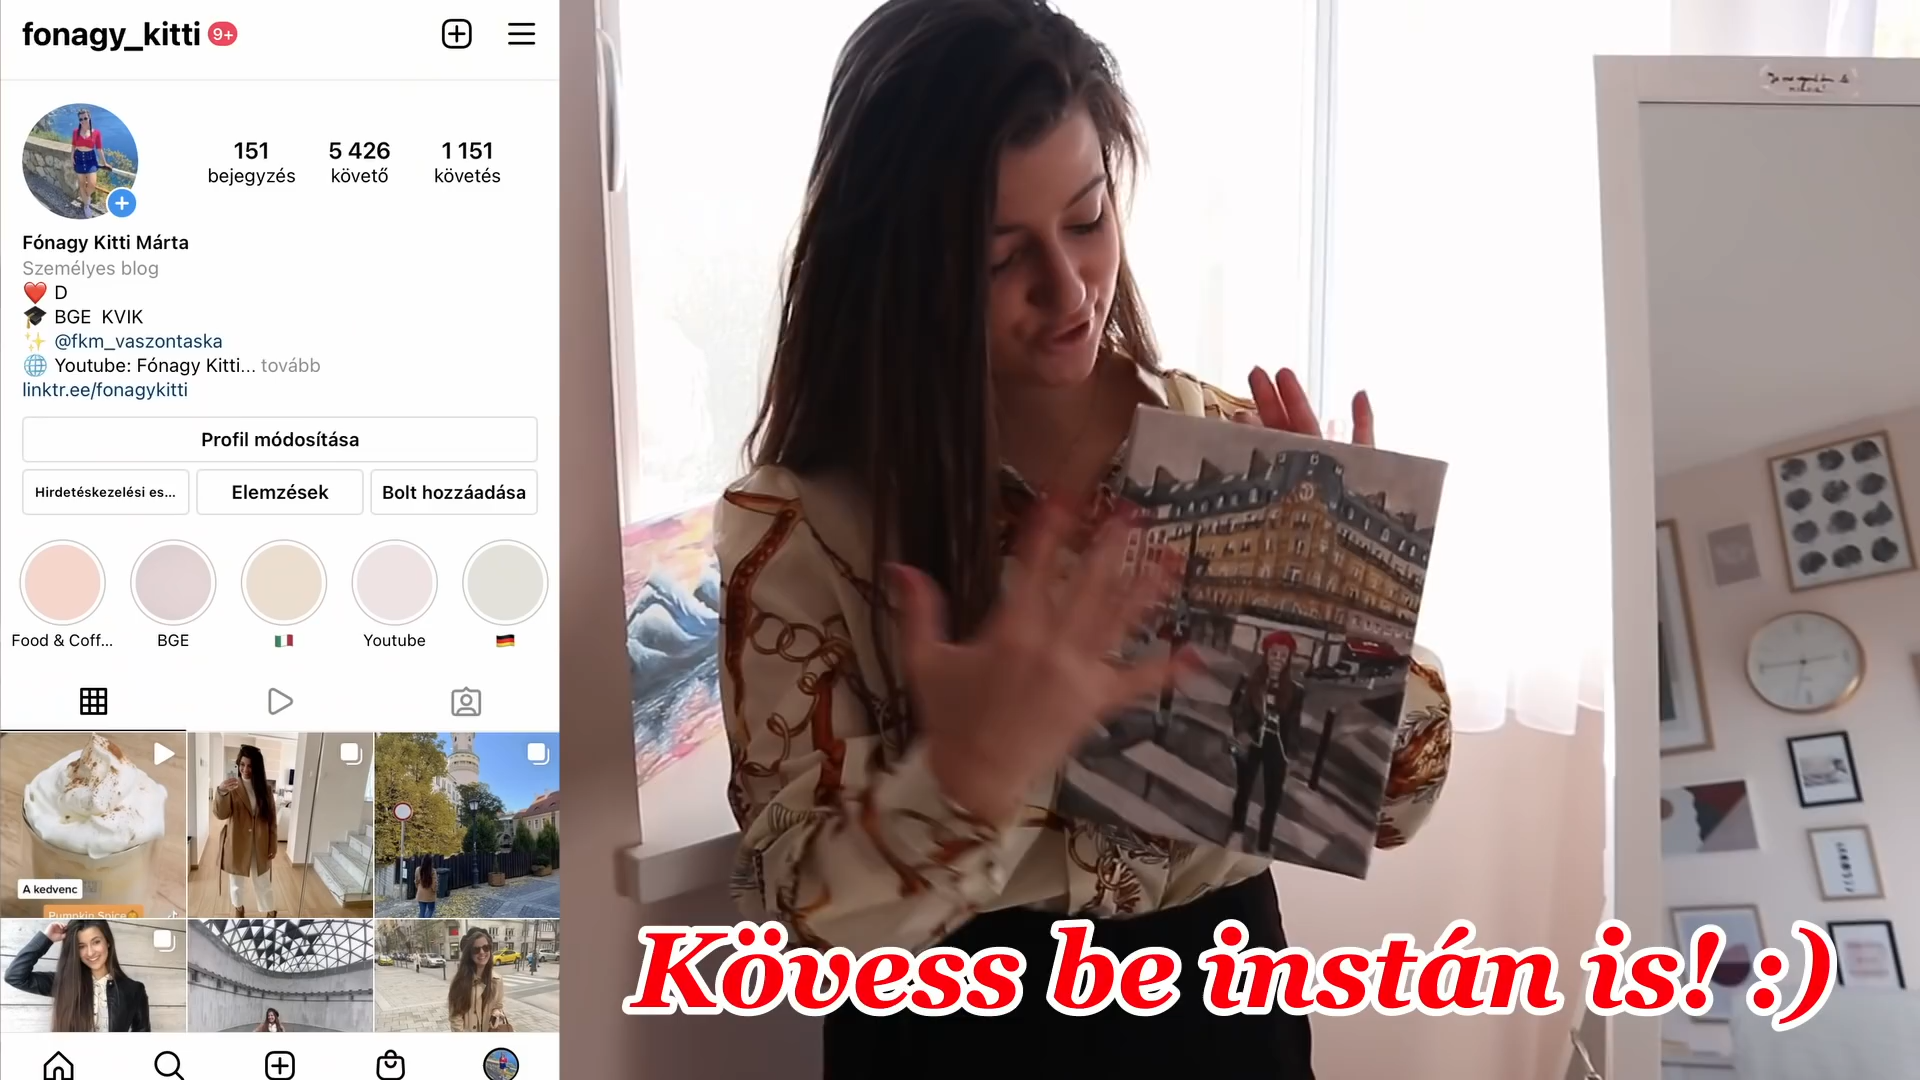 fonagy_kitti 9+
151 5 426 1 151
bejegyzés követő követés
Fónagy Kitti Márta
Személyes blog
❤️ D
🎓 BGE KVIK
✨ @fkm_vaszontaska
🌐 Youtube: Fónagy Kitti... tovább
linktr.ee/fonagykitti
Profil módosítása
Hirdetéskezelési es... Elemzések Bolt hozzáadása
Food & Coff... BGE 🇮🇹 Youtube 🇩🇪
A kedvenc
Pumpkin Spice
Kövess be instán is! :)